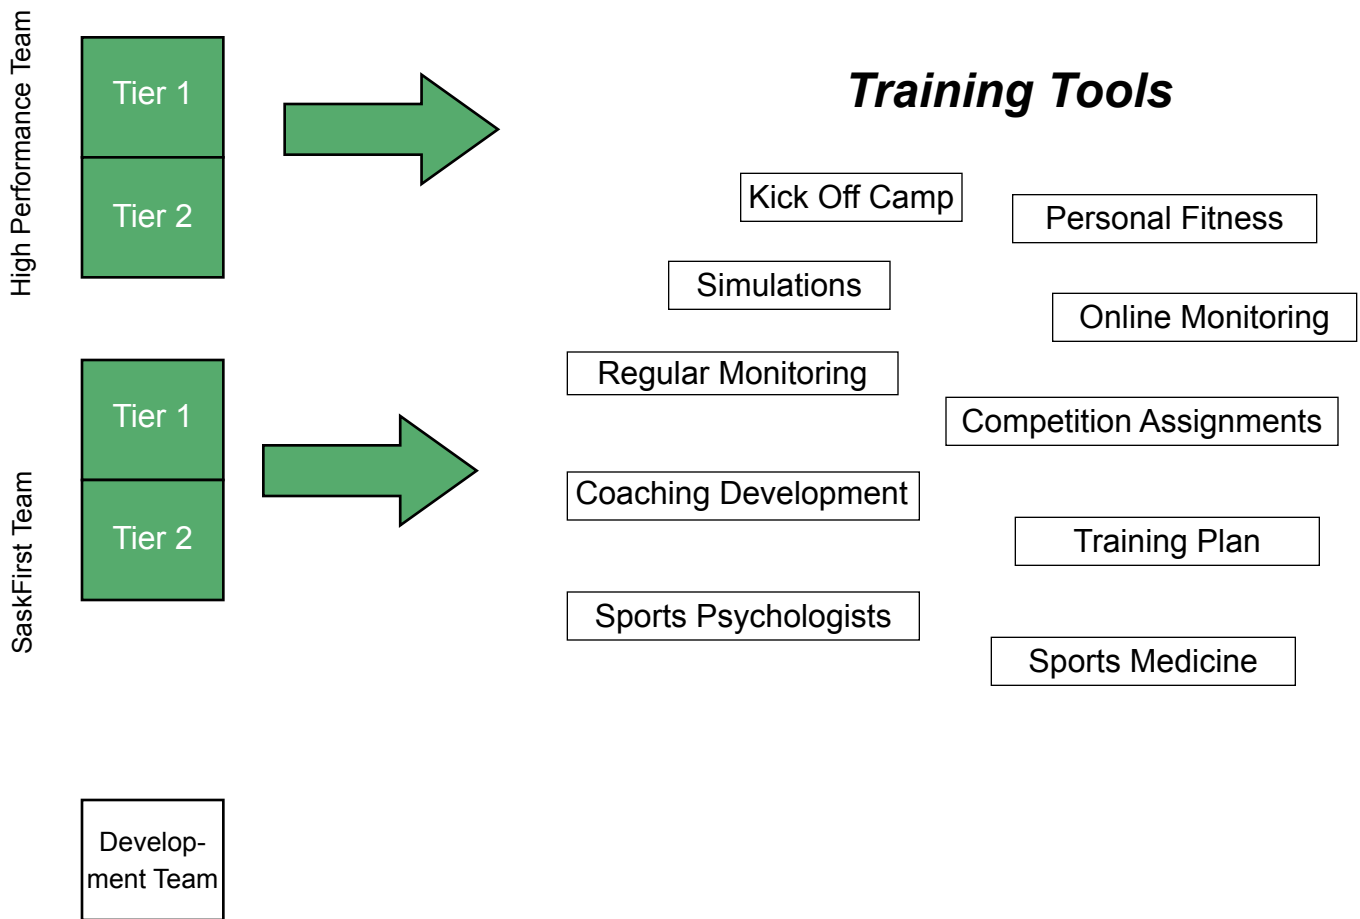 High Performance Team
Tier 1
Tier 2
SaskFirst Team
Tier 1
Tier 2
Develop-
ment Team
Training Tools
Kick Off Camp
Personal Fitness
Simulations
Online Monitoring
Regular Monitoring
Competition Assignments
Coaching Development
Training Plan
Sports Psychologists
Sports Medicine